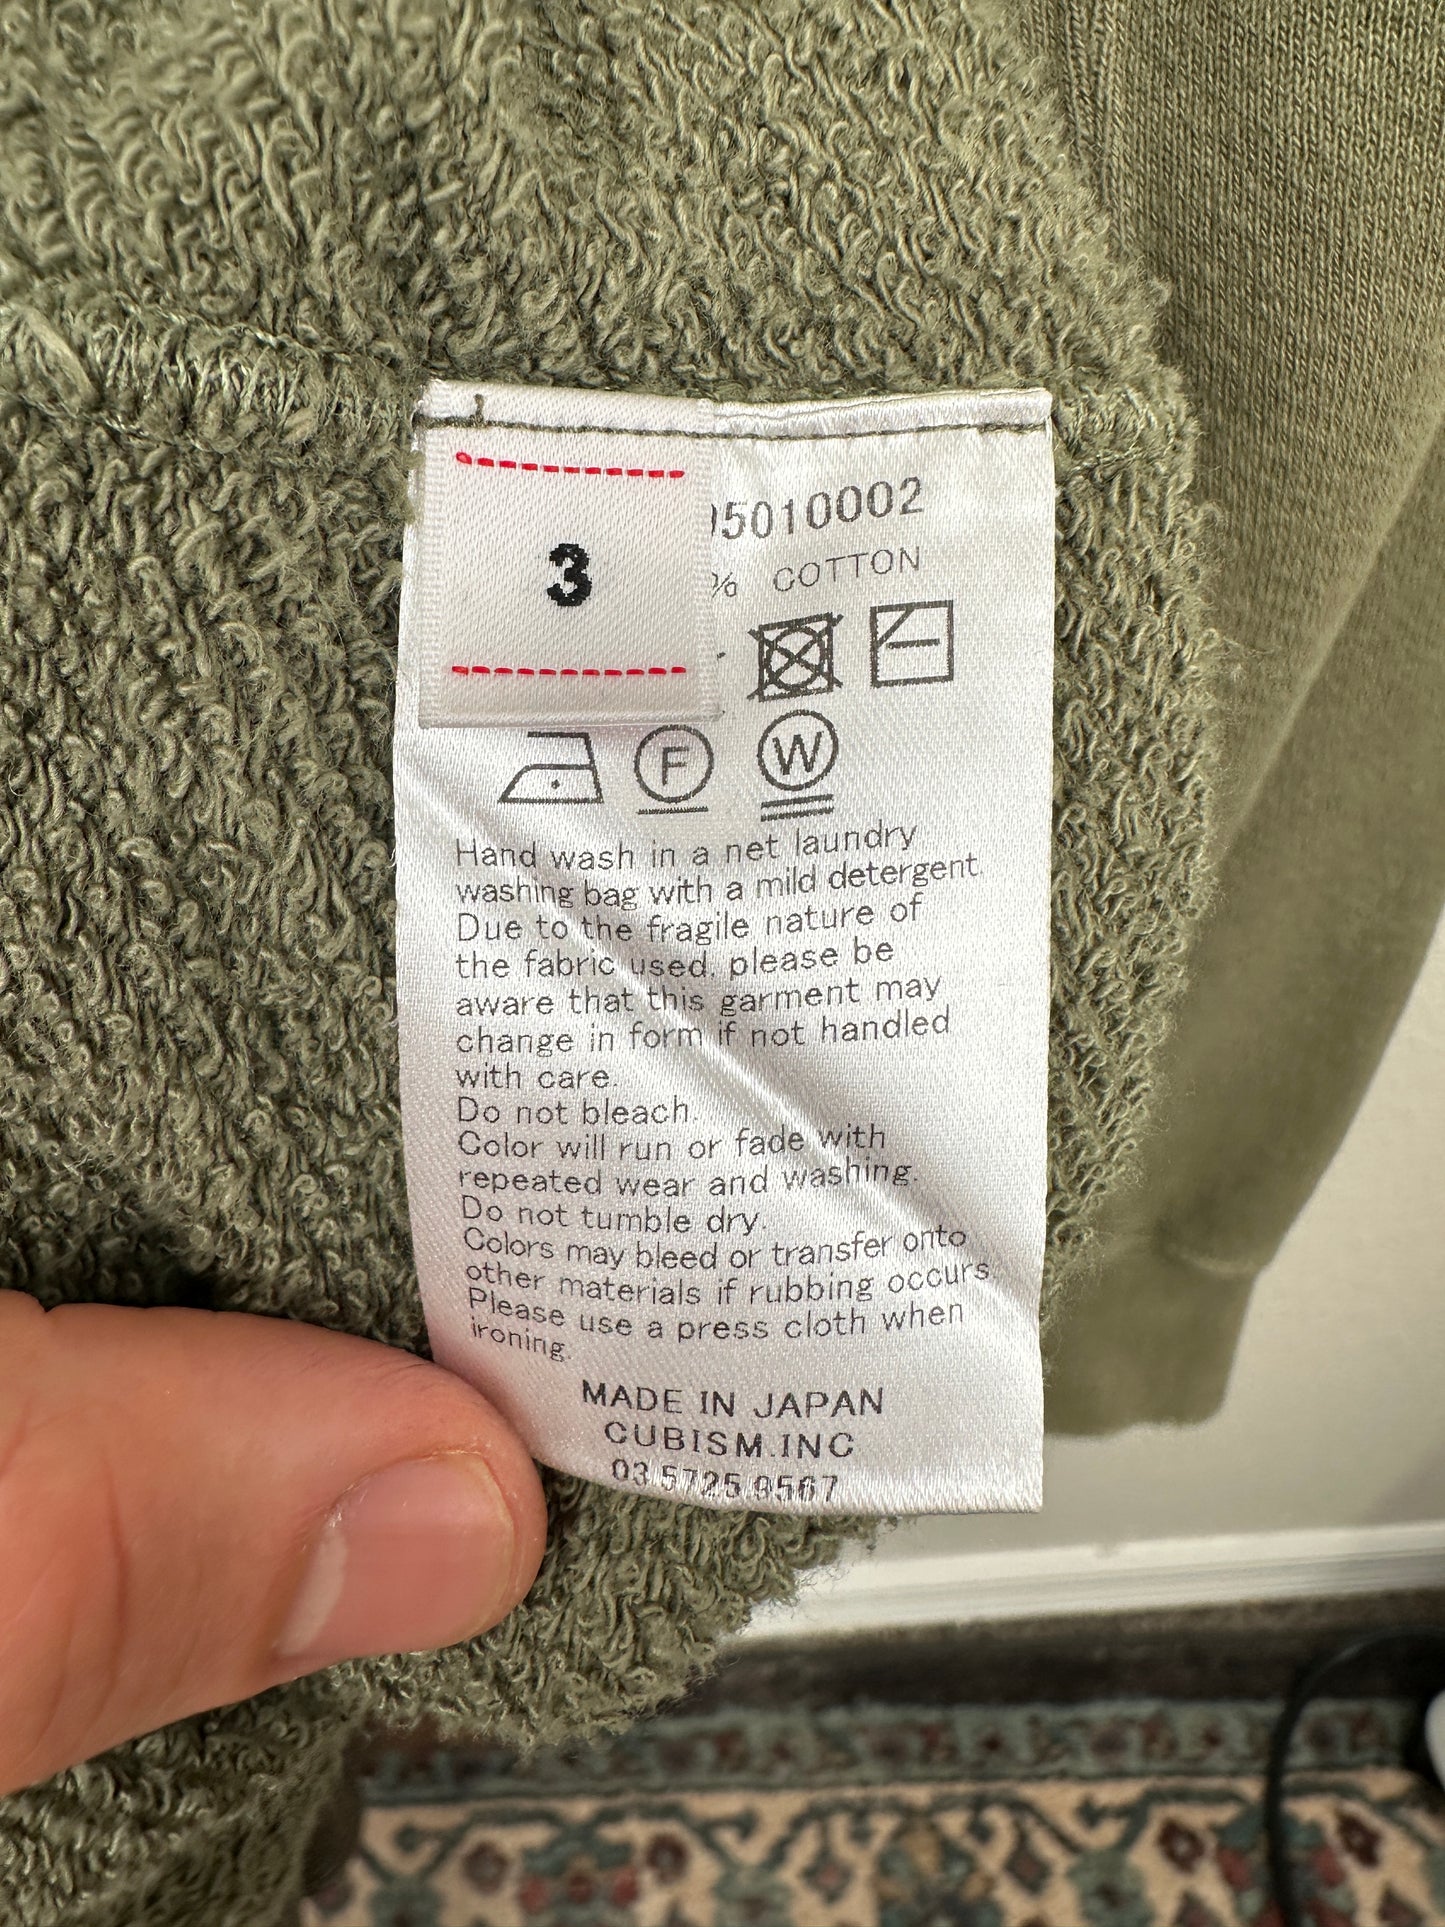 3
5010002
% COTTON
F
W
Hand wash in a net laundry
washing bag with a mild detergent.
Due to the fragile nature of
the fabric used, please be
aware that this garment may
change in form if not handled
with care.
Do not bleach.
Color will run or fade with
repeated wear and washing.
Do not tumble dry.
Colors may bleed or transfer onto
other materials if rubbing occurs.
Please use a press cloth when
ironing.
MADE IN JAPAN
CUBISM.INC
03.5725.9567